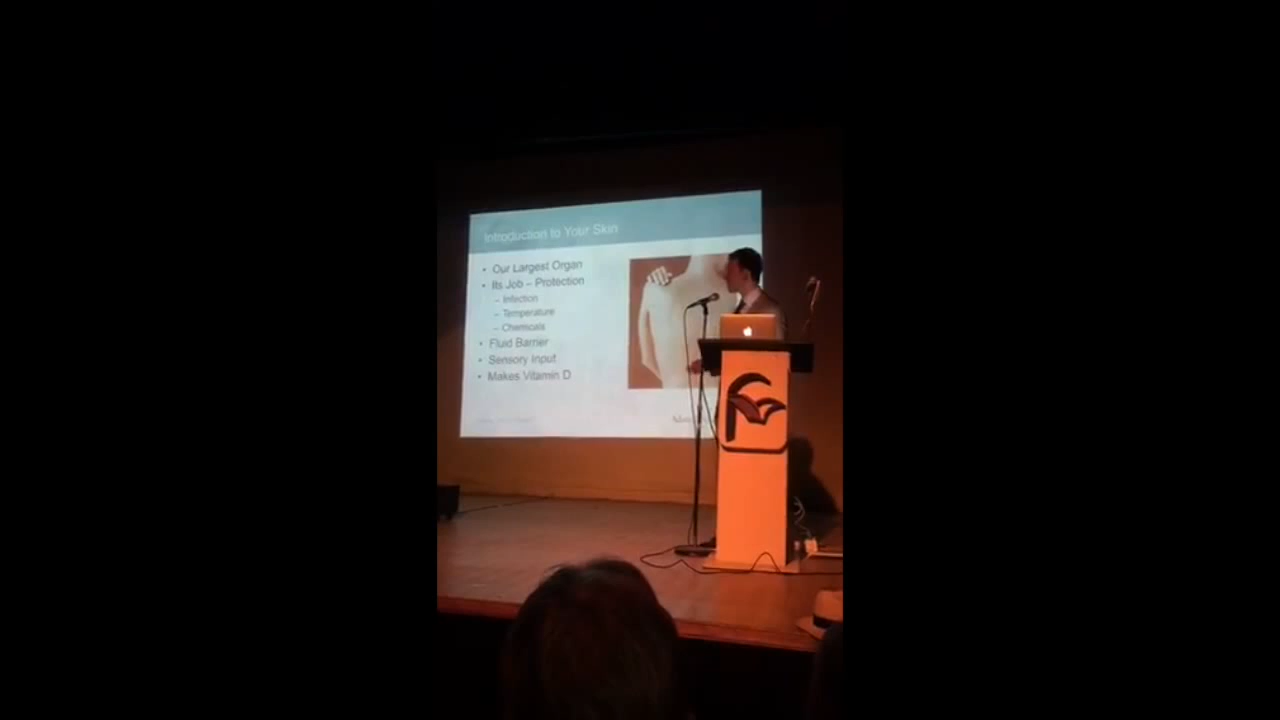 Introduction to Your Skin
• Our Largest Organ
• Its Job – Protection
– Infection
– Temperature
– Chemicals
• Fluid Barrier
• Sensory Input
• Makes Vitamin D